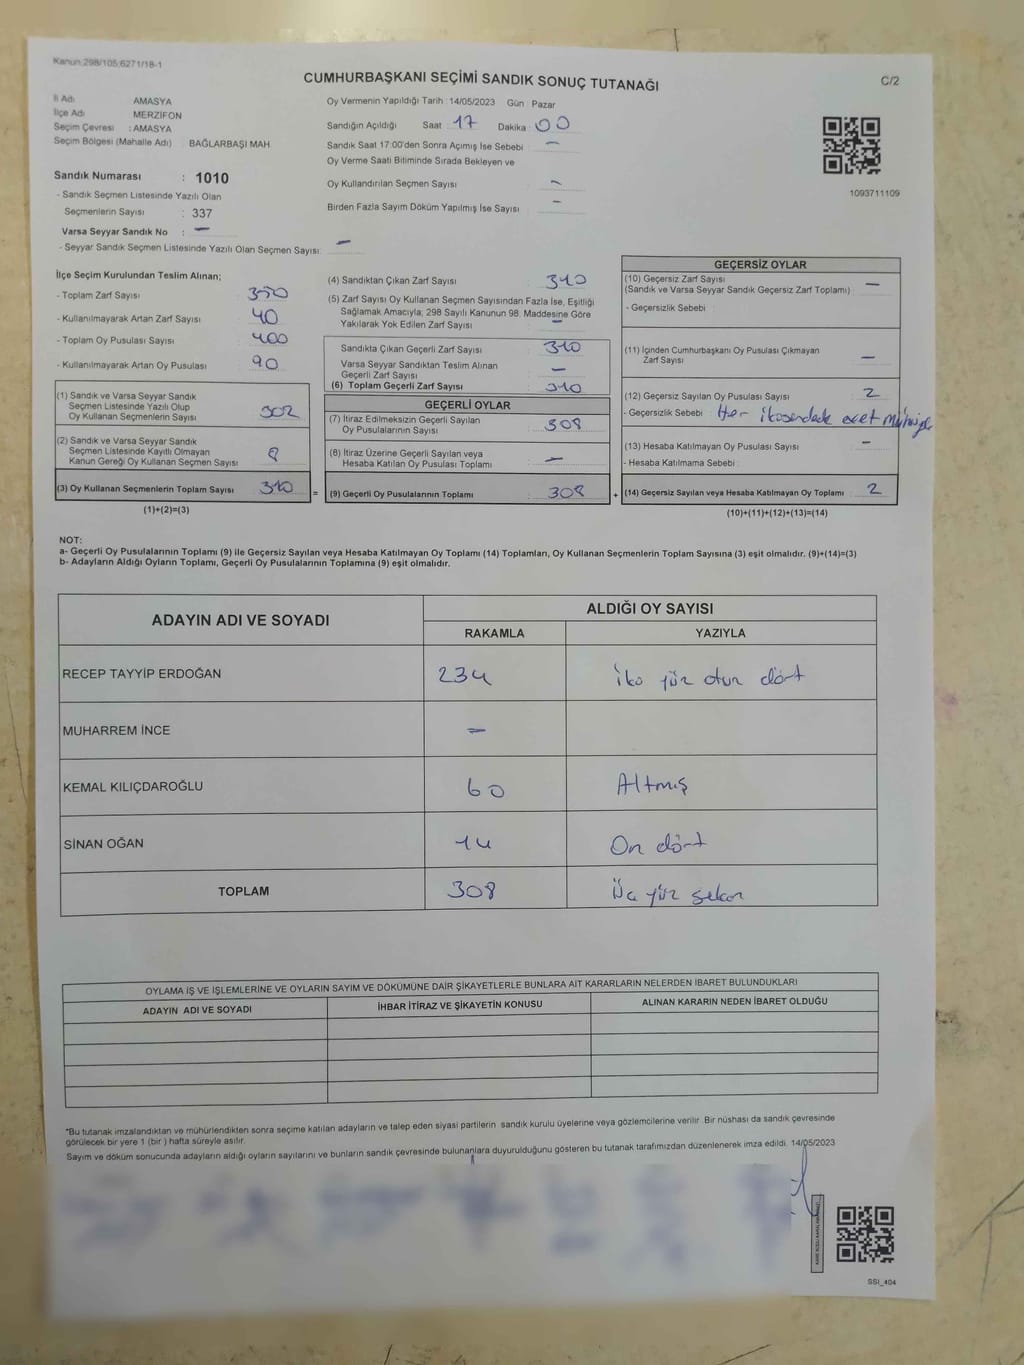 Kanun:298/105;6271/18-1
CUMHURBAŞKANI SEÇİMİ SANDIK SONUÇ TUTANAĞI
C/2
İl Adı AMASYA
İlçe Adı MERZİFON
Seçim Çevresi : AMASYA
Seçim Bölgesi (Mahalle Adı) BAĞLARBAŞI MAH
Sandık Numarası : 1010
- Sandık Seçmen Listesinde Yazılı Olan
Seçmenlerin Sayısı : 337
Varsa Seyyar Sandık No : -
- Seyyar Sandık Seçmen Listesinde Yazılı Olan Seçmen Sayısı: -
Oy Vermenin Yapıldığı Tarih : 14/05/2023 Gün : Pazar
Sandığın Açıldığı Saat 17 Dakika : 00
Sandık Saat 17:00'den Sonra Açımış İse Sebebi : -
Oy Verme Saati Bitiminde Sırada Bekleyen ve
Oy Kullandırılan Seçmen Sayısı -
Birden Fazla Sayım Döküm Yapılmış İse Sayısı -
1093711109
İlçe Seçim Kurulundan Teslim Alınan;
- Toplam Zarf Sayısı : 350
- Kullanılmayarak Artan Zarf Sayısı : 40
- Toplam Oy Pusulası Sayısı : 400
- Kullanılmayarak Artan Oy Pusulası : 90
(1) Sandık ve Varsa Seyyar Sandık
Seçmen Listesinde Yazılı Olup
Oy Kullanan Seçmenlerin Sayısı 302
(2) Sandık ve Varsa Seyyar Sandık
Seçmen Listesinde Kayıtlı Olmayan
Kanun Gereği Oy Kullanan Seçmen Sayısı 8
(3) Oy Kullanan Seçmenlerin Toplam Sayısı 310 =
(1)+(2)=(3)
(4) Sandıktan Çıkan Zarf Sayısı : 310
(5) Zarf Sayısı Oy Kullanan Seçmen Sayısından Fazla İse, Eşitliği
Sağlamak Amacıyla; 298 Sayılı Kanunun 98. Maddesine Göre
Yakılarak Yok Edilen Zarf Sayısı : -
Sandıkta Çıkan Geçerli Zarf Sayısı : 310
Varsa Seyyar Sandıktan Teslim Alınan
Geçerli Zarf Sayısı : -
(6) Toplam Geçerli Zarf Sayısı 310
GEÇERLİ OYLAR
(7) İtiraz Edilmeksizin Geçerli Sayılan
Oy Pusulalarının Sayısı : 308
(8) İtiraz Üzerine Geçerli Sayılan veya
Hesaba Katılan Oy Pusulası Toplamı : -
(9) Geçerli Oy Pusulalarının Toplamı : 308 +
GEÇERSİZ OYLAR
(10) Geçersiz Zarf Sayısı
(Sandık ve Varsa Seyyar Sandık Geçersiz Zarf Toplamı) : -
- Geçersizlik Sebebi :
(11) İçinden Cumhurbaşkanı Oy Pusulası Çıkmayan
Zarf Sayısı : -
(12) Geçersiz Sayılan Oy Pusulası Sayısı : 2
- Geçersizlik Sebebi : Her ikisindede evet
(13) Hesaba Katılmayan Oy Pusulası Sayısı : -
- Hesaba Katılmama Sebebi :
(14) Geçersiz Sayılan veya Hesaba Katılmayan Oy Toplamı : 2
(10)+(11)+(12)+(13)=(14)
NOT:
a- Geçerli Oy Pusulalarının Toplamı (9) ile Geçersiz Sayılan veya Hesaba Katılmayan Oy Toplamı (14) Toplamları, Oy Kullanan Seçmenlerin Toplam Sayısına (3) eşit olmalıdır. (9)+(14)=(3)
b- Adayların Aldığı Oyların Toplamı, Geçerli Oy Pusulalarının Toplamına (9) eşit olmalıdır.
ADAYIN ADI VE SOYADI ALDIĞI OY SAYISI
RAKAMLA YAZIYLA
RECEP TAYYİP ERDOĞAN 234 iki yüz otuz dört
MUHARREM İNCE -
KEMAL KILIÇDAROĞLU 60 Altmış
SİNAN OĞAN 14 On dört
TOPLAM 308 Üç yüz sekiz
OYLAMA İŞ VE İŞLEMLERİNE VE OYLARIN SAYIM VE DÖKÜMÜNE DAİR ŞİKAYETLERLE BUNLARA AİT KARARLARIN NELERDEN İBARET BULUNDUKLARI
ADAYIN ADI VE SOYADI İHBAR İTİRAZ VE ŞİKAYETİN KONUSU ALINAN KARARIN NEDEN İBARET OLDUĞU
"Bu tutanak imzalandıktan ve mühürlendikten sonra seçime katılan adayların ve talep eden siyasi partilerin sandık kurulu üyelerine veya gözlemcilerine verilir. Bir nüshası da sandık çevresinde
görülecek bir yere 1 (bir ) hafta süreyle asılır.
Sayım ve döküm sonucunda adayların aldığı oyların sayılarını ve bunların sandık çevresinde bulunanlara duyurulduğunu gösteren bu tutanak tarafımızdan düzenlenerek imza edildi. 14/05/2023
SSI_404